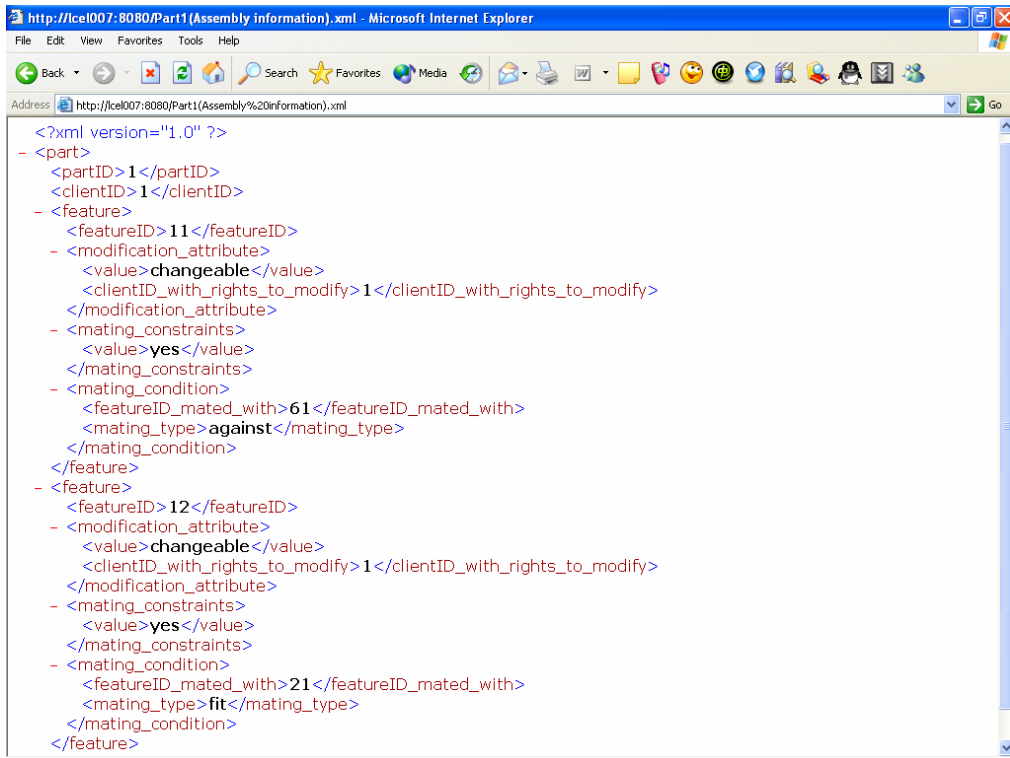 http://lcel007:8080/Part1(Assembly information).xml - Microsoft Internet Explorer
File Edit View Favorites Tools Help
Back Search Favorites Media
Address http://lcel007:8080/Part1(Assembly%20information).xml Go
<?xml version="1.0" ?>
- <part>
<partID>1</partID>
<clientID>1</clientID>
- <feature>
<featureID>11</featureID>
- <modification_attribute>
<value>changeable</value>
<clientID_with_rights_to_modify>1</clientID_with_rights_to_modify>
</modification_attribute>
- <mating_constraints>
<value>yes</value>
</mating_constraints>
- <mating_condition>
<featureID_mated_with>61</featureID_mated_with>
<mating_type>against</mating_type>
</mating_condition>
</feature>
- <feature>
<featureID>12</featureID>
- <modification_attribute>
<value>changeable</value>
<clientID_with_rights_to_modify>1</clientID_with_rights_to_modify>
</modification_attribute>
- <mating_constraints>
<value>yes</value>
</mating_constraints>
- <mating_condition>
<featureID_mated_with>21</featureID_mated_with>
<mating_type>fit</mating_type>
</mating_condition>
</feature>